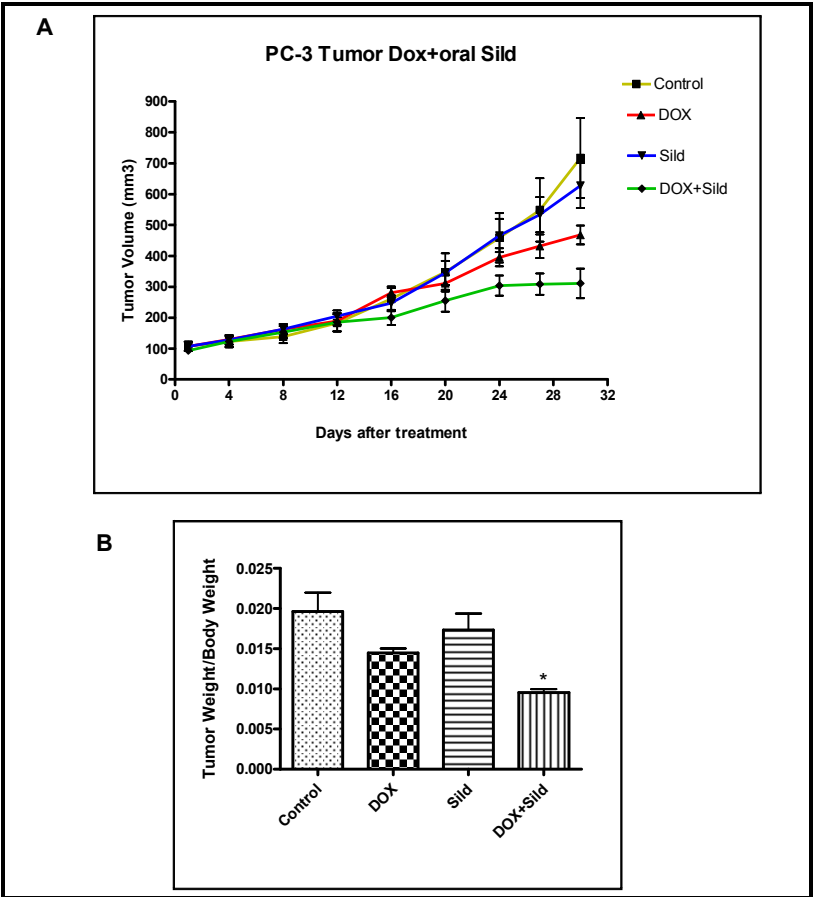 A
PC-3 Tumor Dox+oral Sild
Control
DOX
Sild
DOX+Sild
900
800
700
600
500
400
300
200
100
0
Tumor Volume (mm3)
0 4 8 12 16 20 24 28 32
Days after treatment
B
0.025
0.020
0.015
0.010
0.005
0.000
Tumor Weight/Body Weight
*
Control
DOX
Sild
DOX+Sild